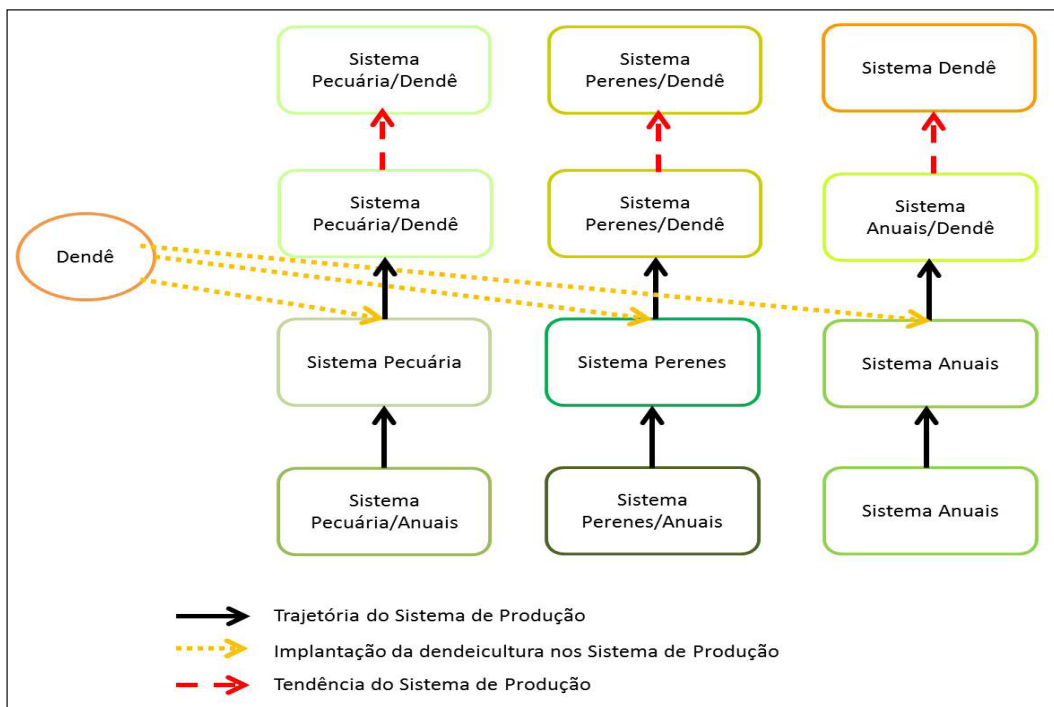 Sistema
Pecuária/Dendê
Sistema
Perenes/Dendê
Sistema Dendê
Sistema
Pecuária/Dendê
Sistema
Perenes/Dendê
Sistema
Anuais/Dendê
Dendê
Sistema Pecuária
Sistema Perenes
Sistema Anuais
Sistema
Pecuária/Anuais
Sistema
Perenes/Anuais
Sistema Anuais
Trajetória do Sistema de Produção
Implantação da dendeicultura nos Sistema de Produção
Tendência do Sistema de Produção